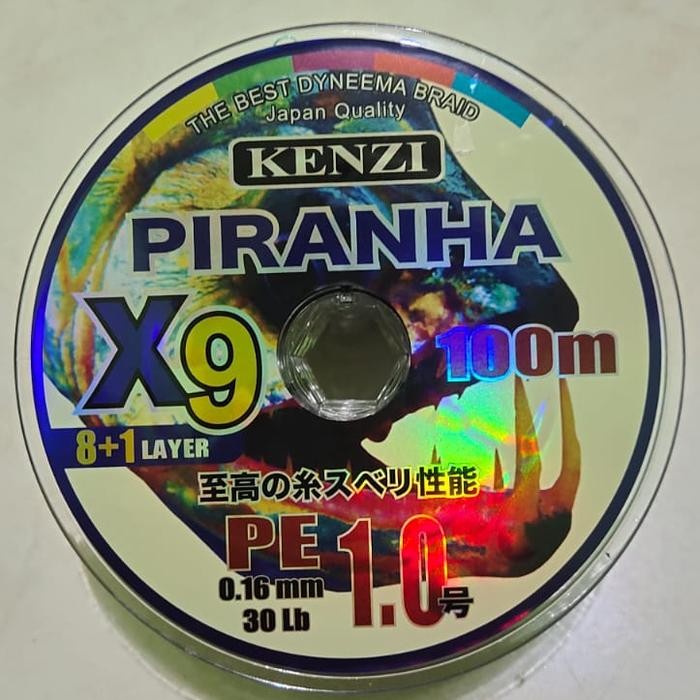 THE BEST DYNEEMA BRAID
Japan Quality
KENZI
PIRANHA
X9
100m
8+1 LAYER
至高の糸スベリ性能
PE 1.0号
0.16 mm
30 Lb